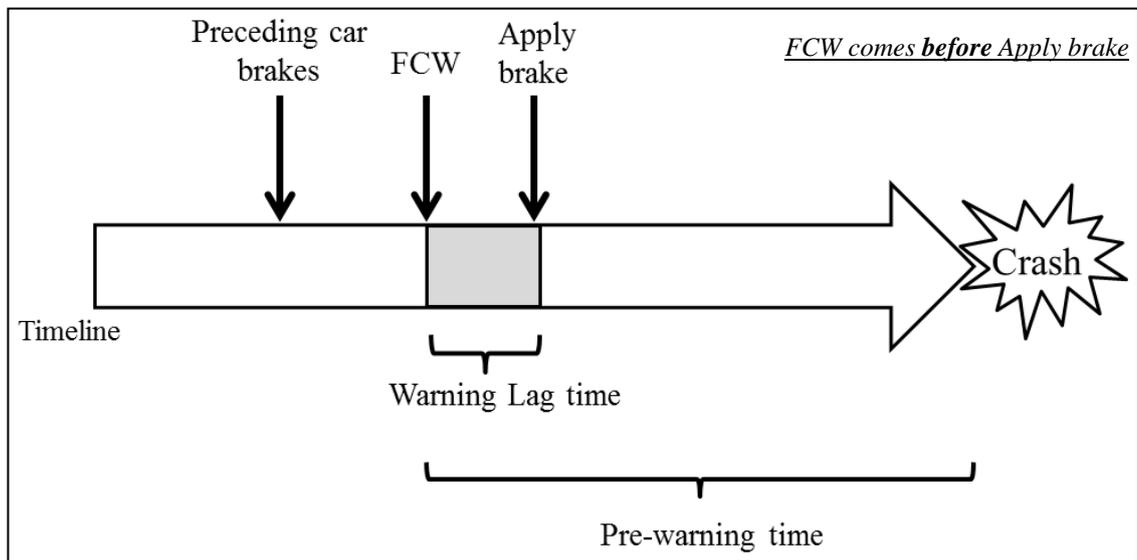 Preceding car
brakes
FCW
Apply
brake
FCW comes before Apply brake
Crash
Timeline
Warning Lag time
Pre-warning time